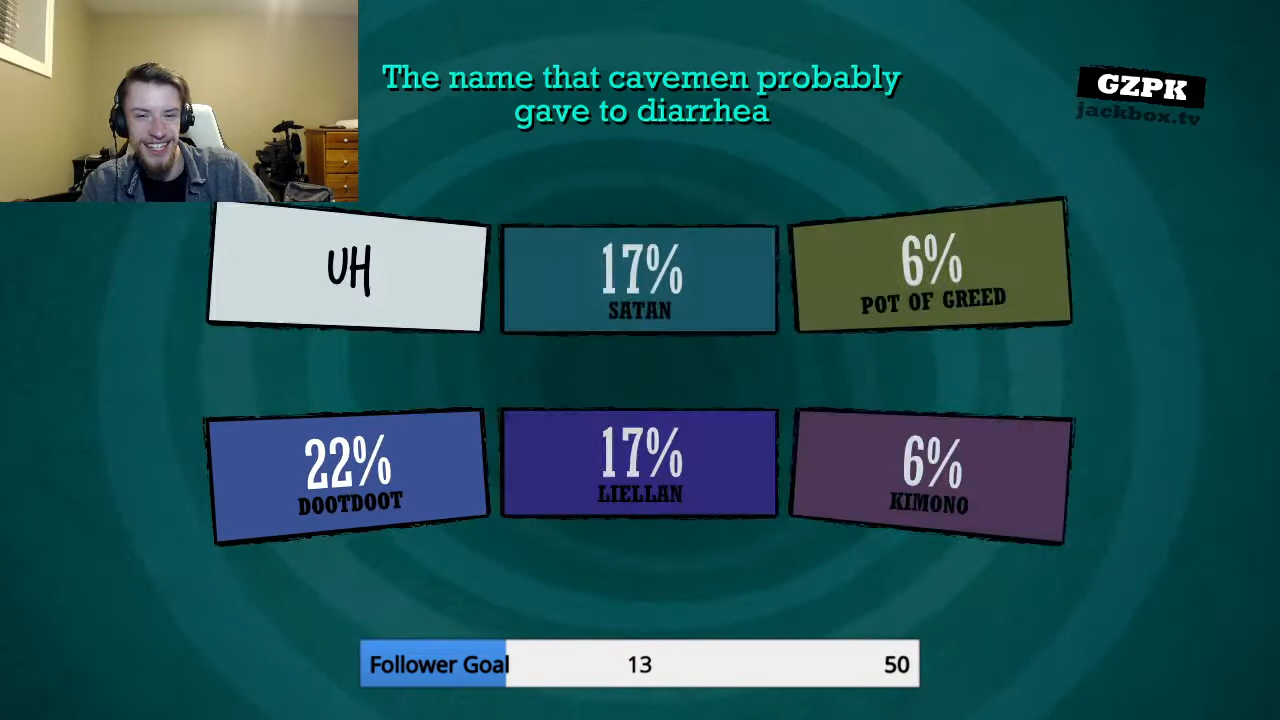 The name that cavemen probably
gave to diarrhea
GZPK
jackbox.tv
UH
17%
SATAN
6%
POT OF GREED
22%
DOOTDOOT
17%
LIELLAN
6%
KIMONO
Follower Goal 13 50